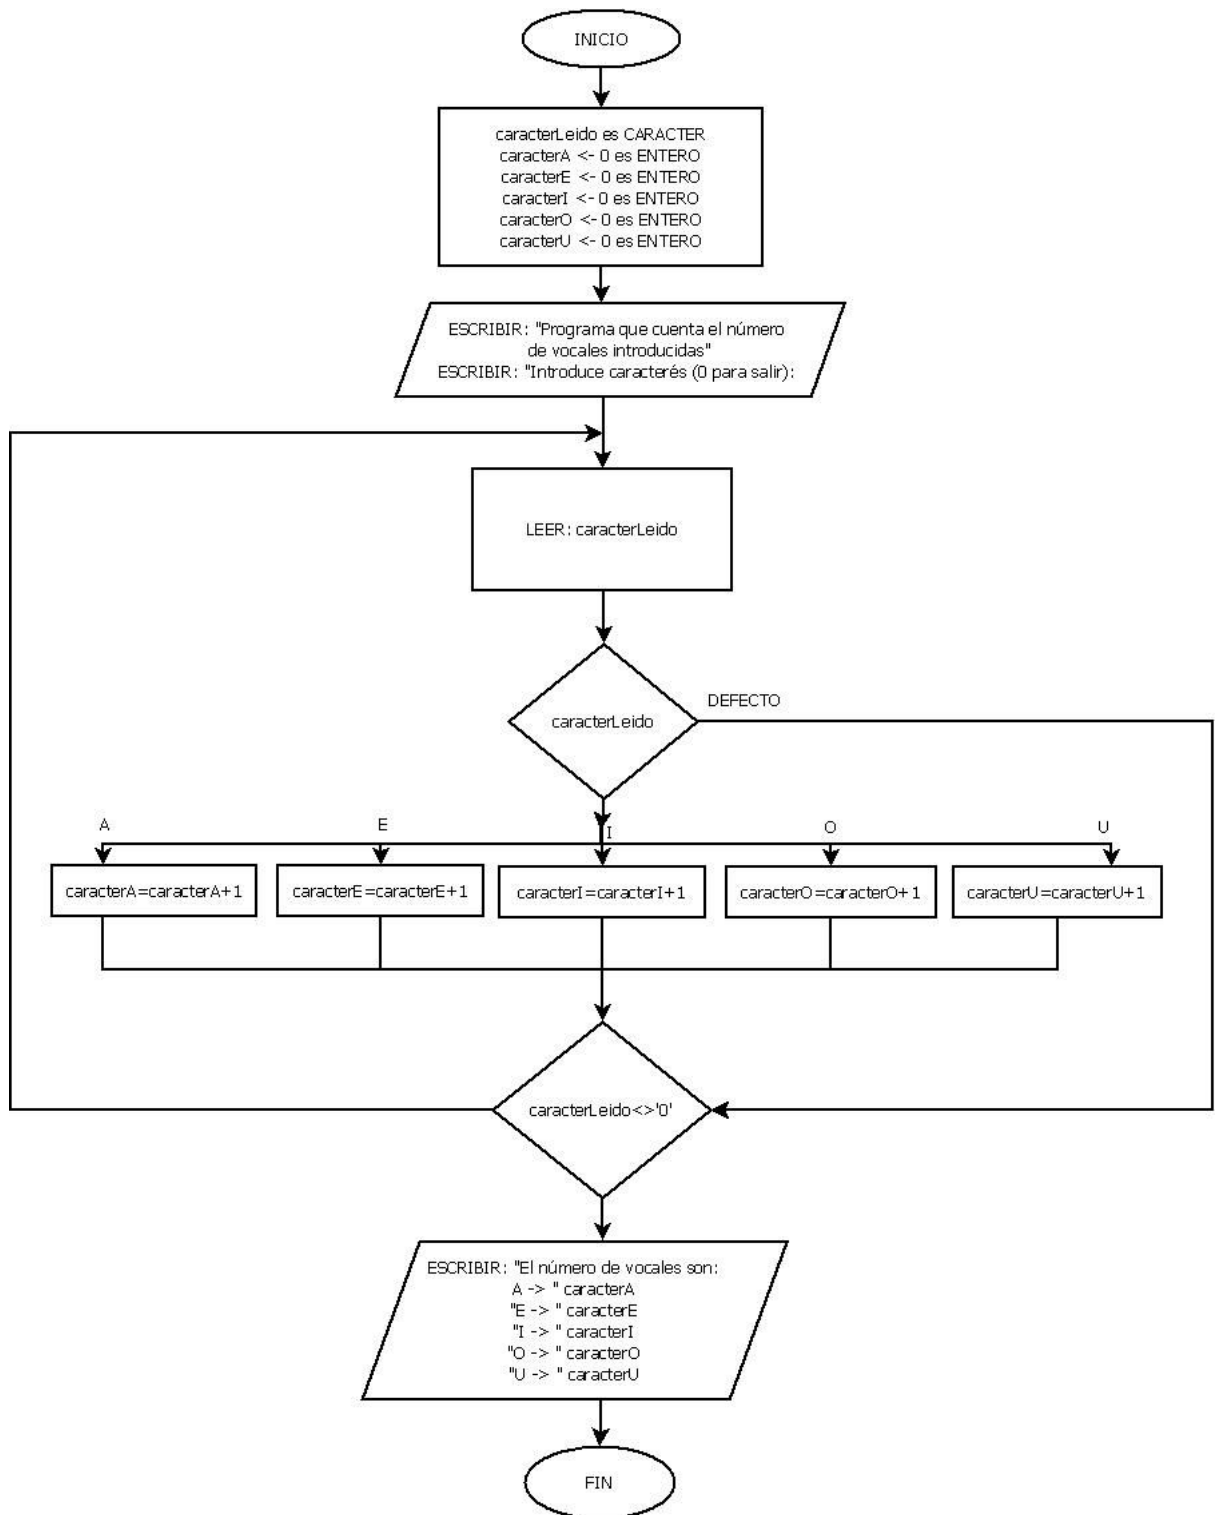 INICIO
caracterLeido es CARACTER
caracterA <- 0 es ENTERO
caracterE <- 0 es ENTERO
caracterI <- 0 es ENTERO
caracterO <- 0 es ENTERO
caracterU <- 0 es ENTERO
ESCRIBIR: "Programa que cuenta el número
de vocales introducidas"
ESCRIBIR: "Introduce caracterés (0 para salir):
LEER: caracterLeido
caracterLeido
DEFECTO
A
E
I
O
U
caracterA=caracterA+1
caracterE=caracterE+1
caracterI=caracterI+1
caracterO=caracterO+1
caracterU=caracterU+1
caracterLeido<>'0'
ESCRIBIR: "El número de vocales son:
A -> " caracterA
"E -> " caracterE
"I -> " caracterI
"O -> " caracterO
"U -> " caracterU
FIN